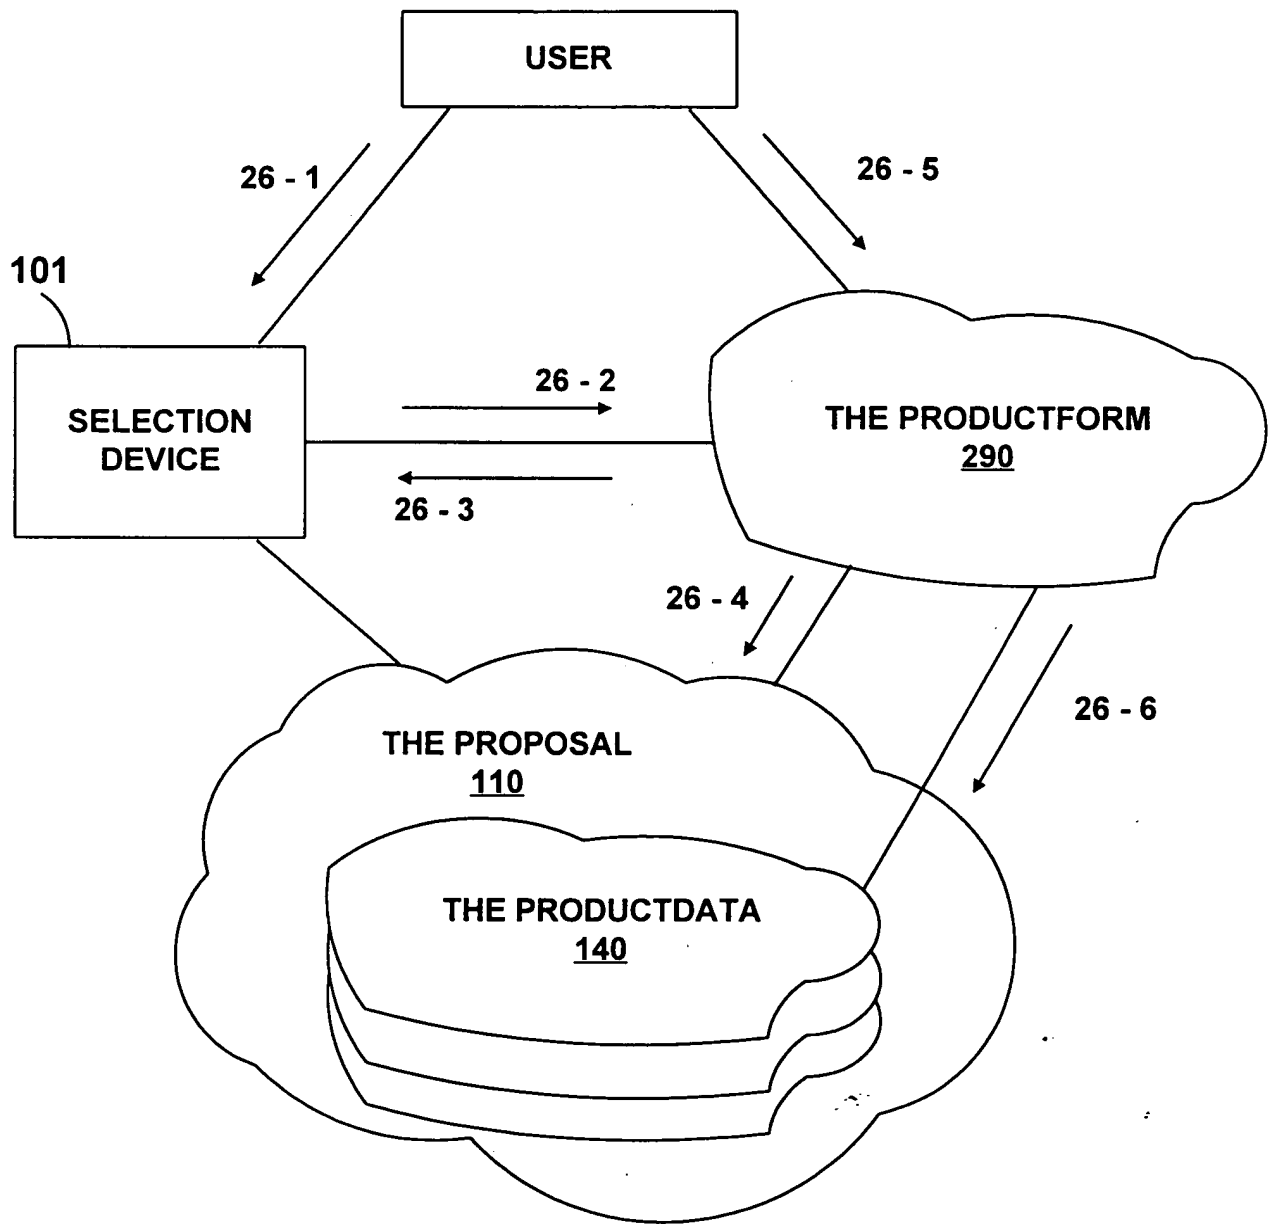 USER
26 - 1
26 - 5
101
26 - 2
SELECTION
DEVICE
THE PRODUCTFORM
290
26 - 3
26 - 4
26 - 6
THE PROPOSAL
110
THE PRODUCTDATA
140